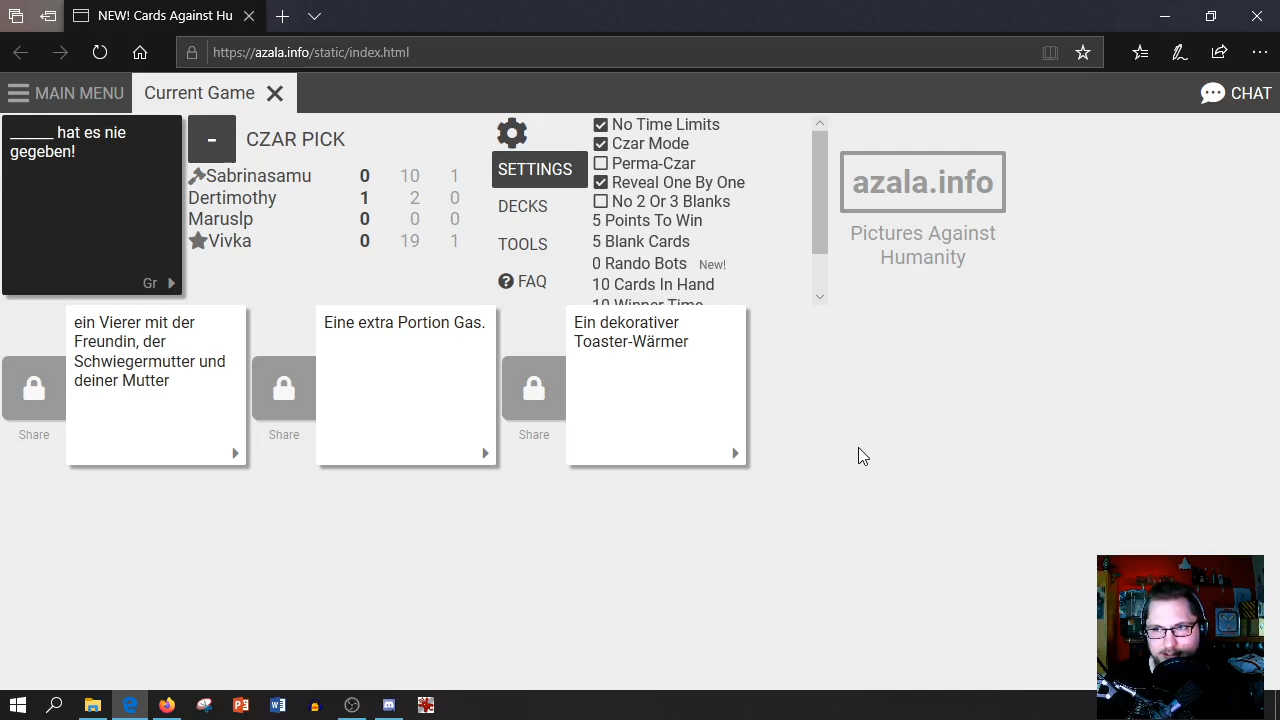 NEW! Cards Against Hu
https://azala.info/static/index.html
MAIN MENU
Current Game
CHAT
______ hat es nie
gegeben!
Gr
-
CZAR PICK
Sabrinasamu 0 10 1
Dertimothy 1 2 0
Maruslp 0 0 0
Vivka 0 19 1
SETTINGS
DECKS
TOOLS
FAQ
No Time Limits
Czar Mode
Perma-Czar
Reveal One By One
No 2 Or 3 Blanks
5 Points To Win
5 Blank Cards
0 Rando Bots New!
10 Cards In Hand
10 Winner Time
azala.info
Pictures Against
Humanity
ein Vierer mit der
Freundin, der
Schwiegermutter und
deiner Mutter
Share
Eine extra Portion Gas.
Share
Ein dekorativer
Toaster-Wärmer
Share